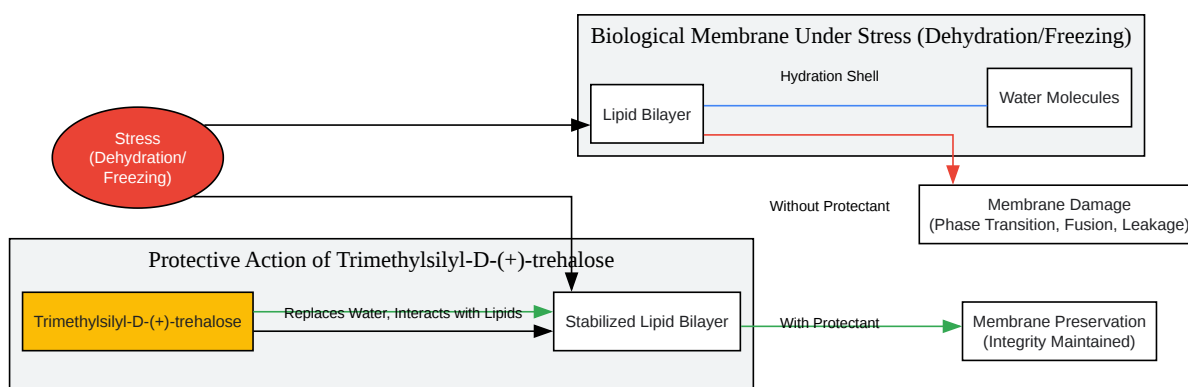 Biological Membrane Under Stress (Dehydration/Freezing)
Hydration Shell
Lipid Bilayer
Water Molecules
Stress
(Dehydration/
Freezing)
Without Protectant
Membrane Damage
(Phase Transition, Fusion, Leakage)
Protective Action of Trimethylsilyl-D-(+)-trehalose
Trimethylsilyl-D-(+)-trehalose
Replaces Water, Interacts with Lipids
Stabilized Lipid Bilayer
With Protectant
Membrane Preservation
(Integrity Maintained)